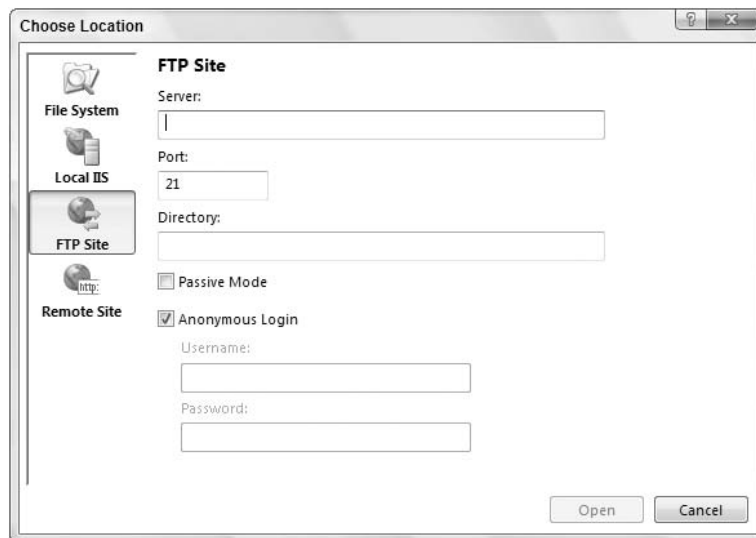 Choose Location
File System
Local IIS
FTP Site
http:
Remote Site
FTP Site
Server:
Port:
21
Directory:
Passive Mode
Anonymous Login
Username:
Password:
Open
Cancel